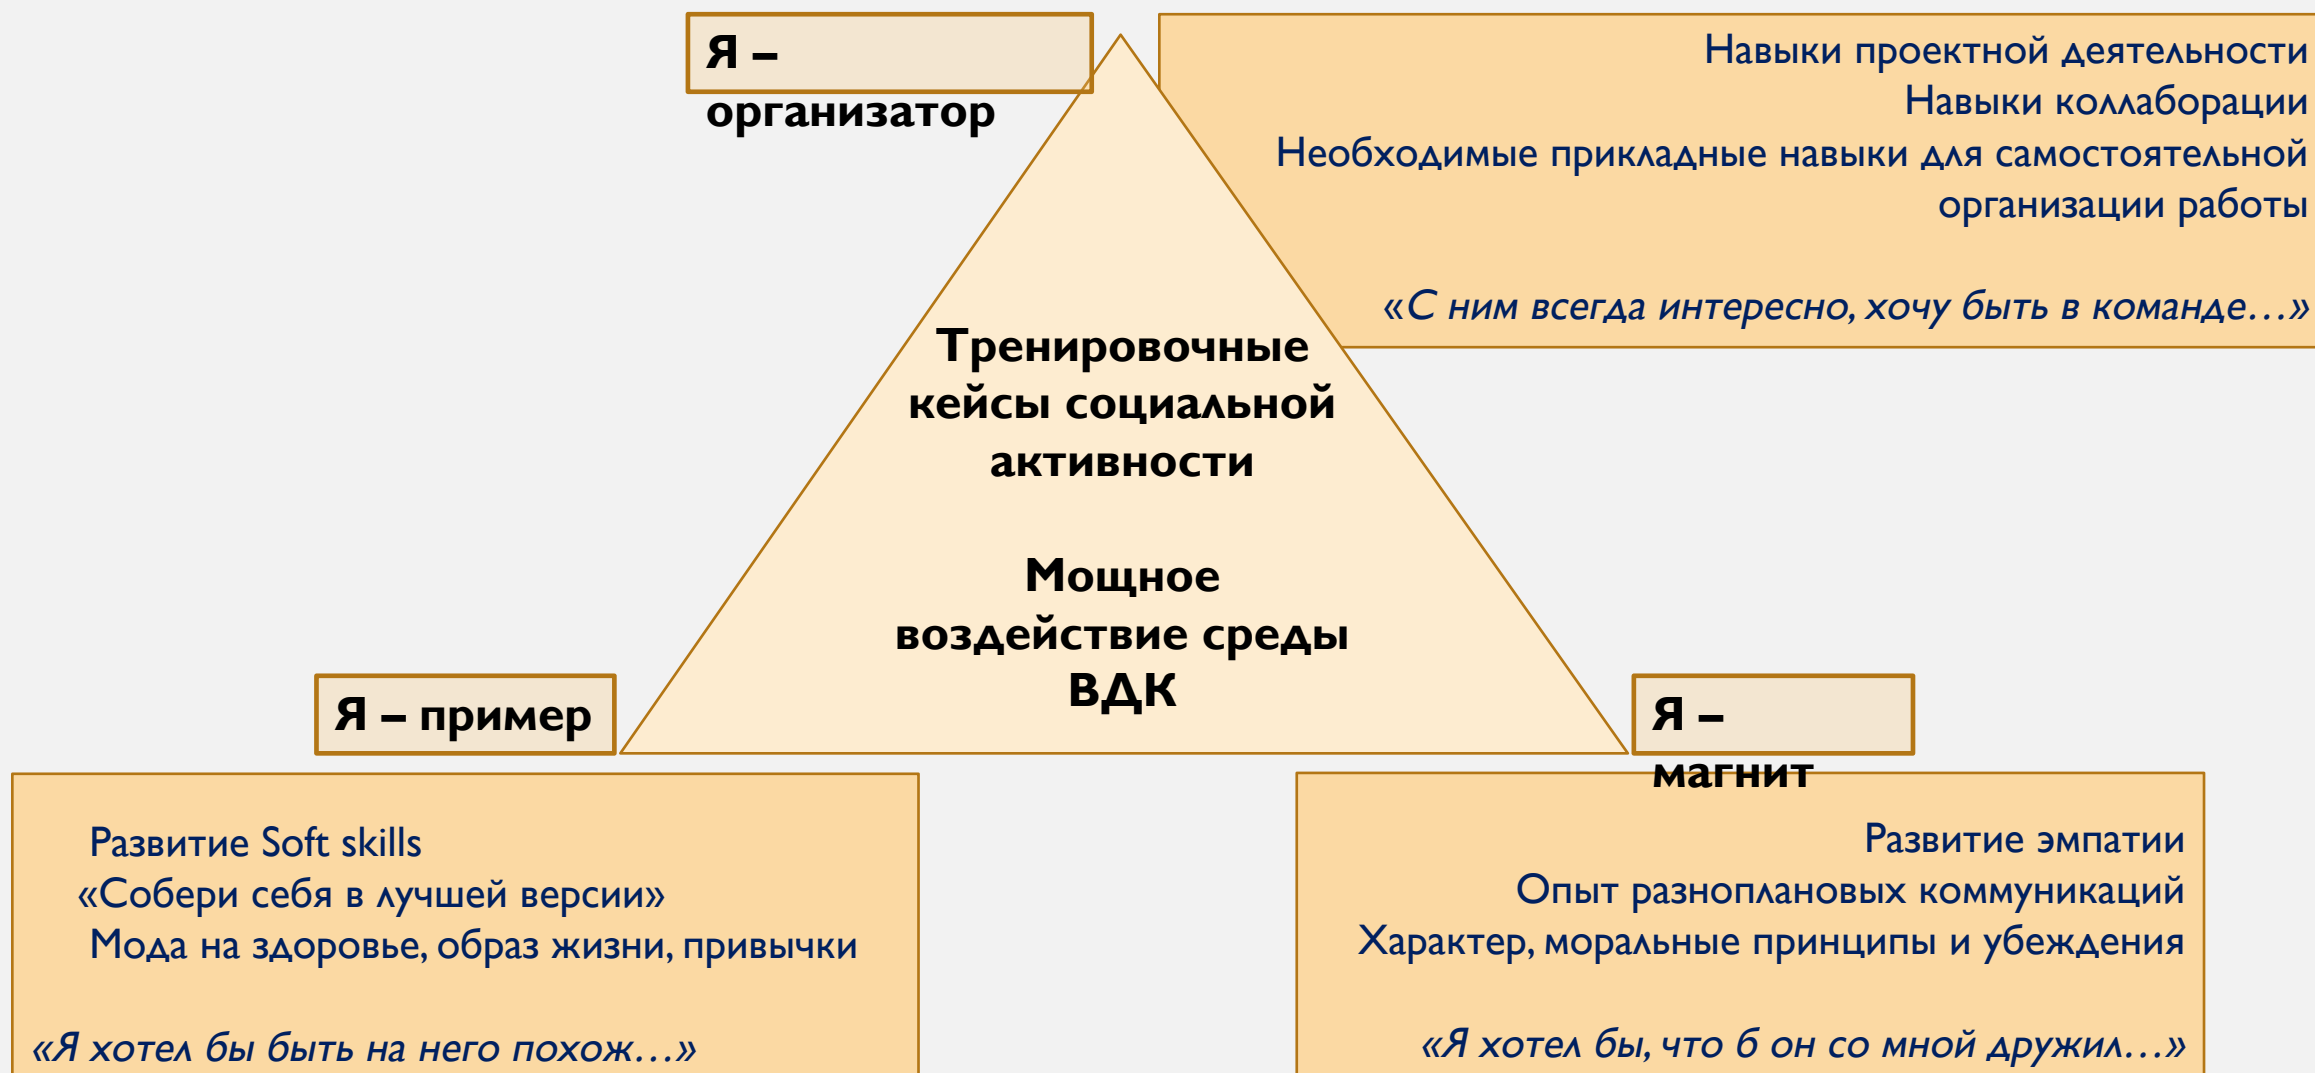 Я –
организатор
Навыки проектной деятельности
Навыки коллаборации
Необходимые прикладные навыки для самостоятельной
организации работы
«С ним всегда интересно, хочу быть в команде…»
Тренировочные
кейсы социальной
активности
Мощное
воздействие среды
ВДК
Я – пример
Развитие Soft skills
«Собери себя в лучшей версии»
Мода на здоровье, образ жизни, привычки
«Я хотел бы быть на него похож…»
Я –
магнит
Развитие эмпатии
Опыт разноплановых коммуникаций
Характер, моральные принципы и убеждения
«Я хотел бы, что б он со мной дружил…»